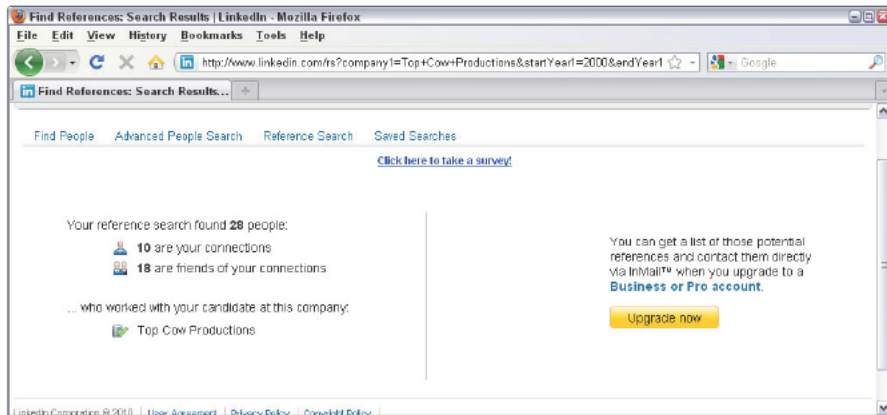 Find References: Search Results | LinkedIn - Mozilla Firefox
File Edit View History Bookmarks Tools Help
http://www.linkedin.com/rs?company1=Top+Cow+Productions&startYear1=2000&endYear1
Google
Find References: Search Results...
Find People Advanced People Search Reference Search Saved Searches
Click here to take a survey!
Your reference search found 28 people:
10 are your connections
18 are friends of your connections
... who worked with your candidate at this company:
Top Cow Productions
You can get a list of those potential
references and contact them directly
via InMail™ when you upgrade to a
Business or Pro account.
Upgrade now
LinkedIn Corporation © 2010 | User Agreement | Privacy Policy | Copyright Policy